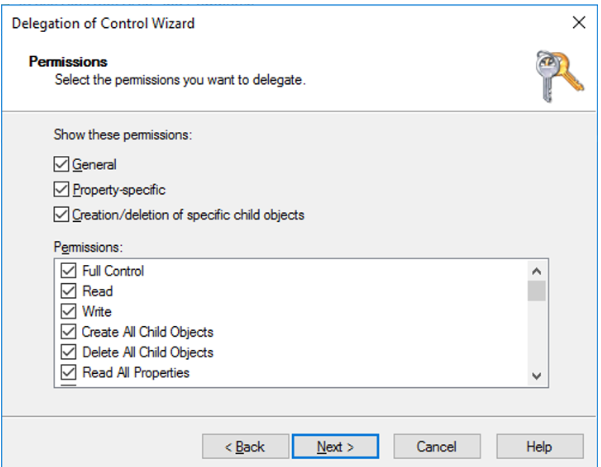 Delegation of Control Wizard
Permissions
Select the permissions you want to delegate.
Show these permissions:
General
Property-specific
Creation/deletion of specific child objects
Permissions:
Full Control
Read
Write
Create All Child Objects
Delete All Child Objects
Read All Properties
< Back Next > Cancel Help